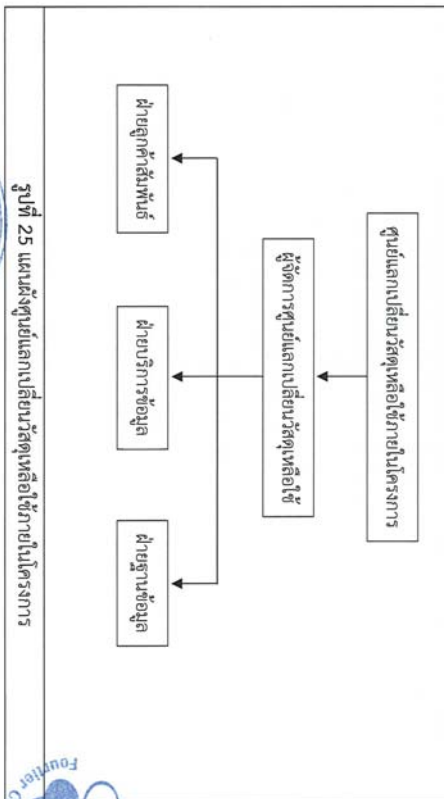 ศูนย์แลกเปลี่ยนวัสดุเหลือใช้ภายในโครงการ
ผู้จัดการศูนย์แลกเปลี่ยนวัสดุเหลือใช้
ฝ่ายลูกค้าสัมพันธ์
ฝ่ายบริการข้อมูล
ฝ่ายฐานข้อมูล
รูปที่ 25 แผนผังศูนย์แลกเปลี่ยนวัสดุเหลือใช้ภายในโครงการ
Fourtier